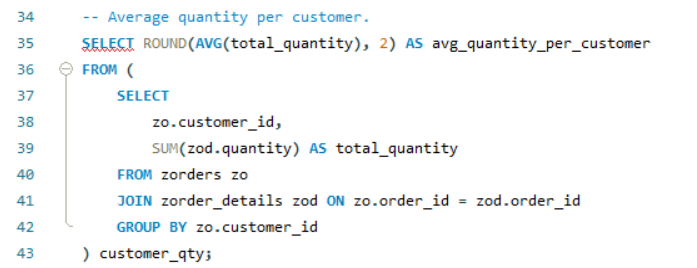 34 -- Average quantity per customer.
35 SELECT ROUND(AVG(total_quantity), 2) AS avg_quantity_per_customer
36 FROM (
37 SELECT
38 zo.customer_id,
39 SUM(zod.quantity) AS total_quantity
40 FROM zorders zo
41 JOIN zorder_details zod ON zo.order_id = zod.order_id
42 GROUP BY zo.customer_id
43 ) customer_qty;